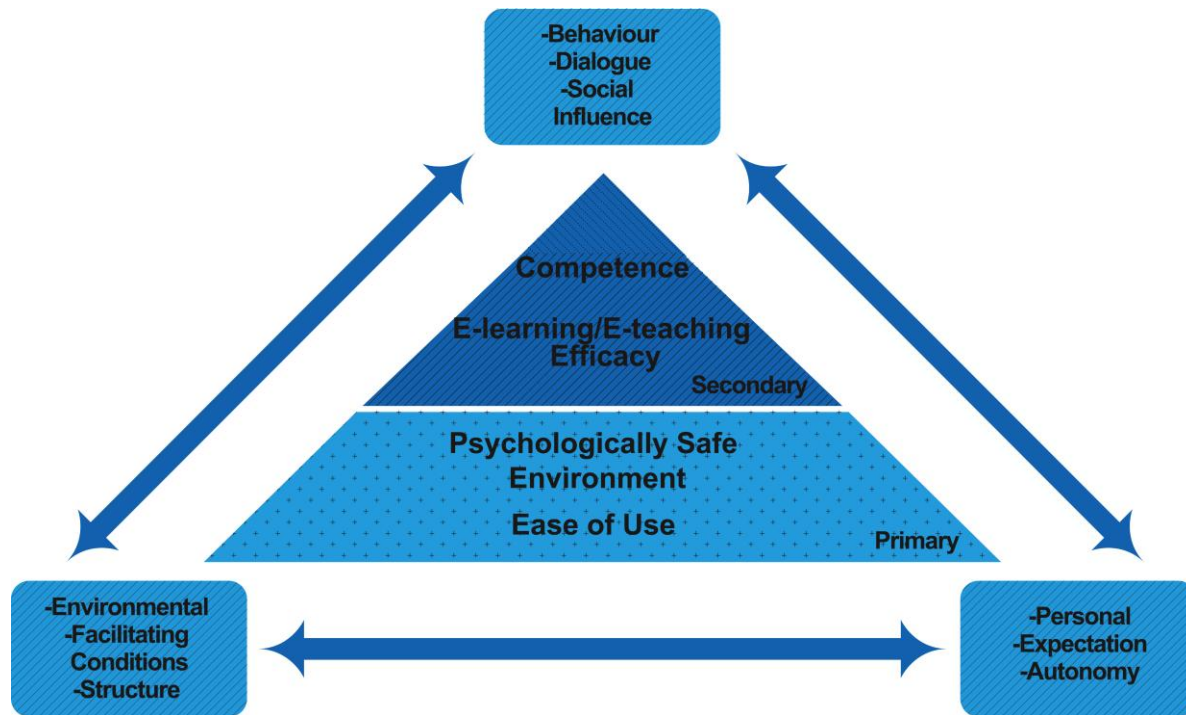 -Behaviour
-Dialogue
-Social
Influence
Competence
E-learning/E-teaching
Efficacy
Secondary
Psychologically Safe
Environment
Ease of Use
Primary
-Environmental
-Facilitating
Conditions
-Structure
-Personal
-Expectation
-Autonomy